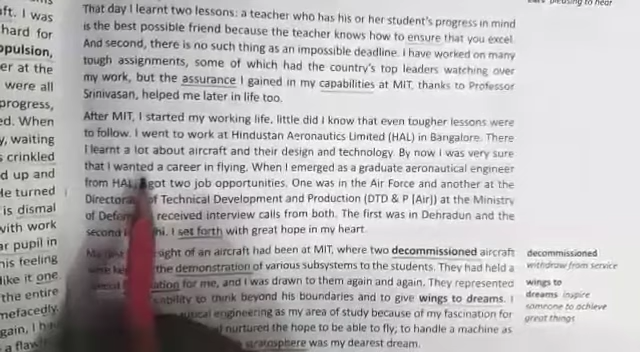 ft. I was
hard for
opulsion,
er at the
were all
progress,
ed. When
y, waiting
s crinkled
d up and
He turned
is dismal
with work
ar pupil in
his feeling
like it one
the entire
nefacedly.
gain, I
a flaw
That day I learnt two lessons: a teacher who has his or her student's progress in mind
is the best possible friend because the teacher knows how to ensure that you excel.
And second, there is no such thing as an impossible deadline. I have worked on many
tough assignments, some of which had the country's top leaders watching over
my work, but the assurance I gained in my capabilities at MIT, thanks to Professor
Srinivasan, helped me later in life too.
After MIT, I started my working life, little did I know that even tougher lessons were
to follow. I went to work at Hindustan Aeronautics Limited (HAL) in Bangalore. There
I learnt a lot about aircraft and their design and technology. By now I was very sure
that I wanted a career in flying. When I emerged as a graduate aeronautical engineer
from HAL, got two job opportunities. One was in the Air Force and another at the
Director of Technical Development and Production (DTD & P [Air]) at the Ministry
of Defen received interview calls from both. The first was in Dehradun and the
second hi. I set forth with great hope in my heart.
sight of an aircraft had been at MIT, where two decommissioned aircraft
the demonstration of various subsystems to the students. They had held a
ation for me, and I was drawn to them again and again. They represented
ability to think beyond his boundaries and to give wings to dreams. I
utical engineering as my area of study because of my fascination for
I nurtured the hope to be able to fly; to handle a machine as
stratosphere was my dearest dream.
pleasing to hear
decommissioned
withdraw from service
wings to
dreams inspire
someone to achieve
great things